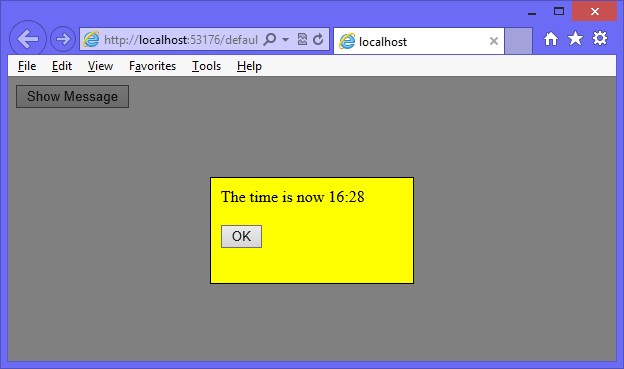 http://localhost:53176/defaul
localhost
File Edit View Favorites Tools Help
Show Message
The time is now 16:28
OK